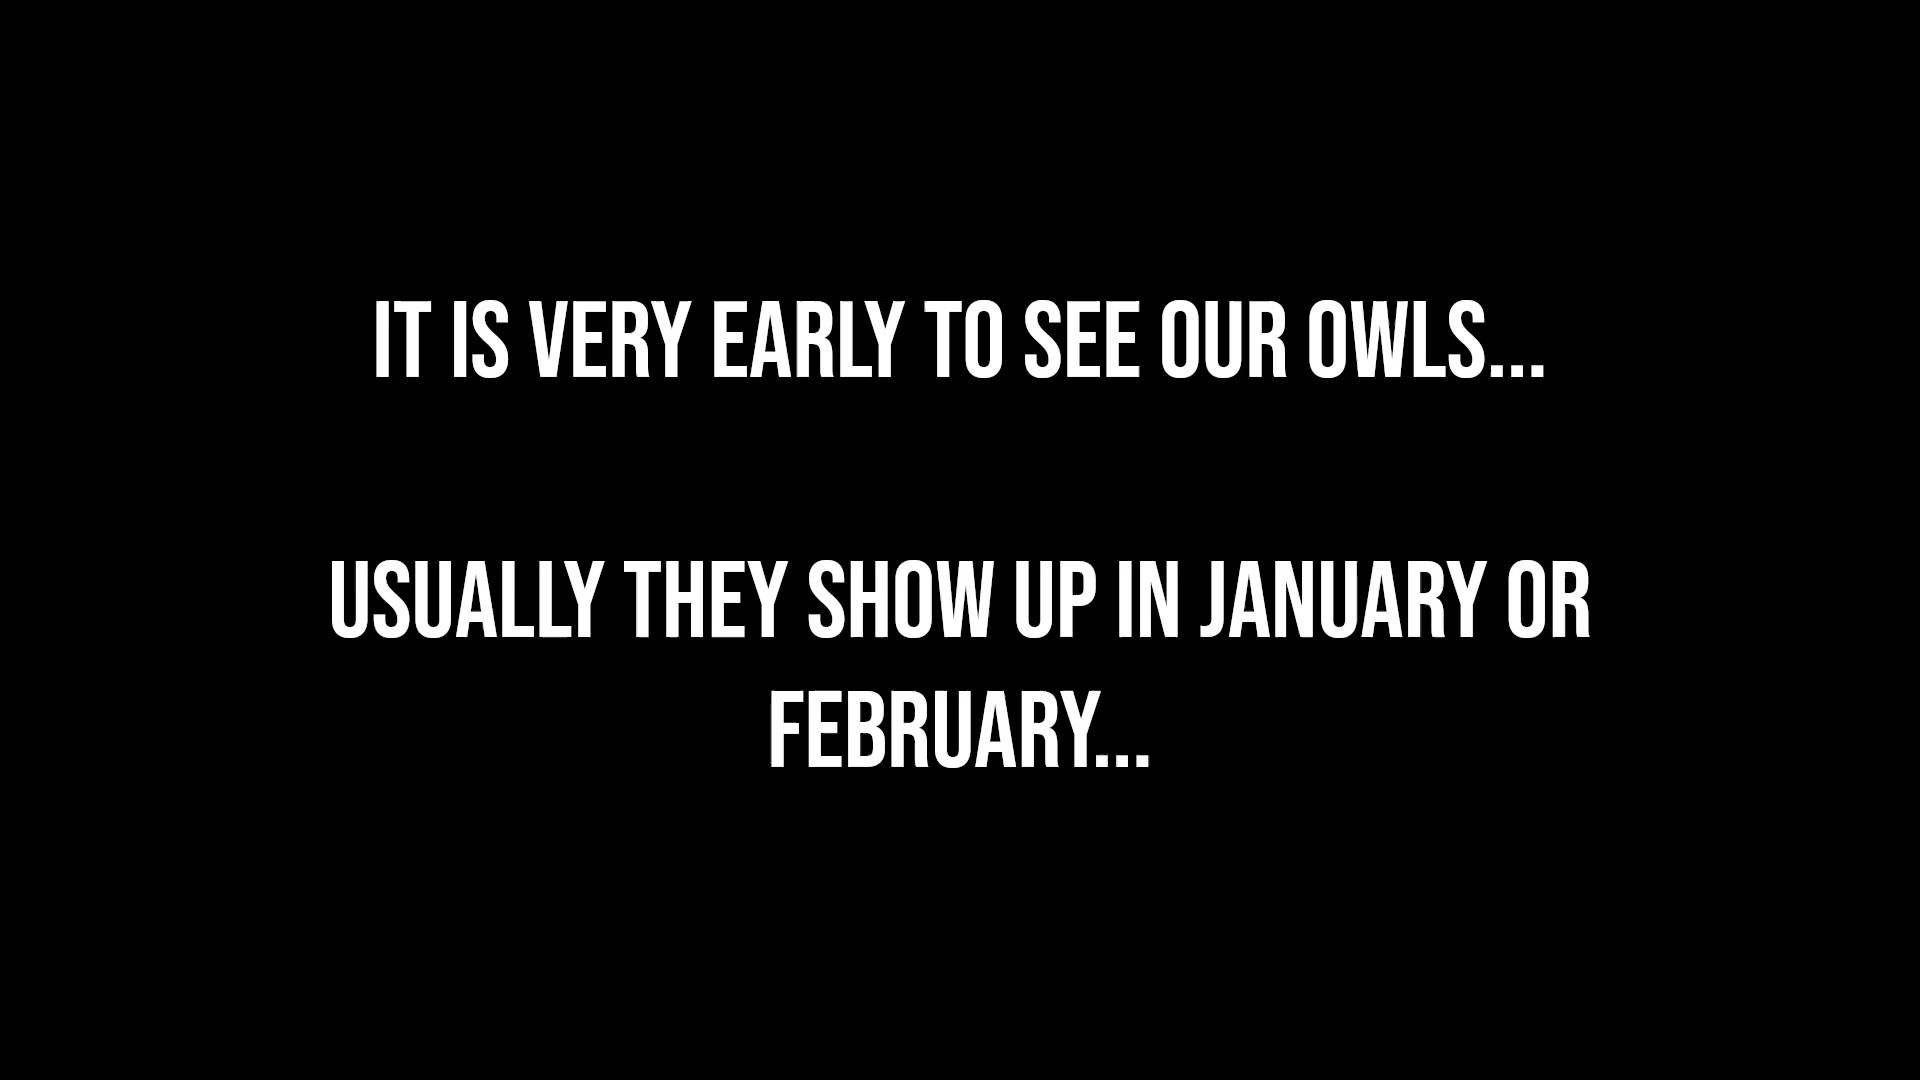 IT IS VERY EARLY TO SEE OUR OWLS...
USUALLY THEY SHOW UP IN JANUARY OR
FEBRUARY...